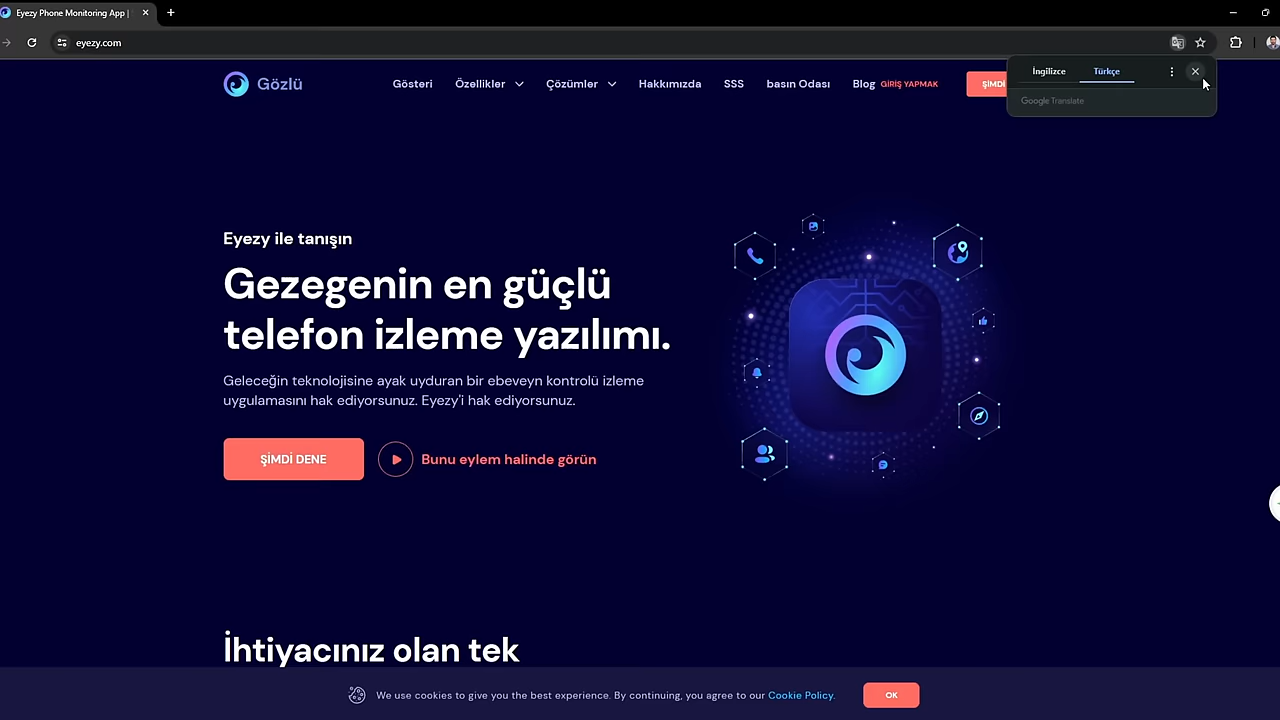 Eyezy Phone Monitoring App |
eyezy.com
İngilizce
Türkçe
Google Translate
Gözlü
Gösteri
Özellikler
Çözümler
Hakkımızda
SSS
basın Odası
Blog
GİRİŞ YAPMAK
ŞİMDİ
Eyezy ile tanışın
Gezegenin en güçlü
telefon izleme yazılımı.
Geleceğin teknolojisine ayak uyduran bir ebeveyn kontrolü izleme
uygulamasını hak ediyorsunuz. Eyezy'i hak ediyorsunuz.
ŞİMDİ DENE
Bunu eylem halinde görün
İhtiyacınız olan tek
We use cookies to give you the best experience. By continuing, you agree to our Cookie Policy.
OK